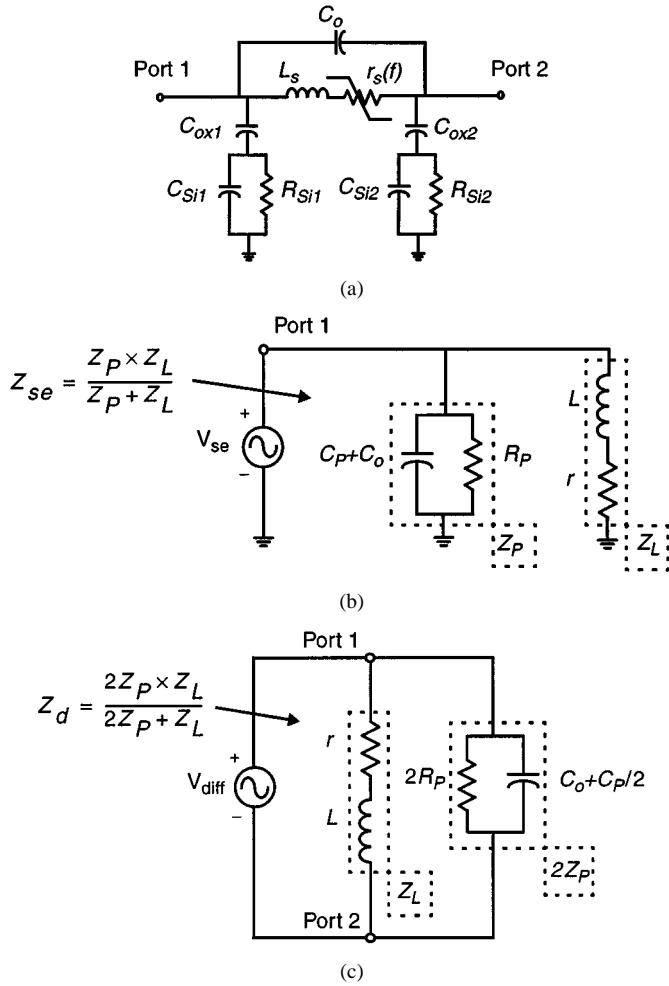 C_o
Port 1
L_s
r_s(f)
Port 2
C_ox1
C_ox2
C_Si1
R_Si1
C_Si2
R_Si2
(a)
Port 1
Z_se = Z_P × Z_L / Z_P + Z_L
+
V_se
−
C_P+C_o
R_P
L
r
Z_P
Z_L
(b)
Port 1
Z_d = 2Z_P × Z_L / 2Z_P + Z_L
+
V_diff
−
r
L
2R_P
C_o+C_P/2
Z_L
2Z_P
Port 2
(c)